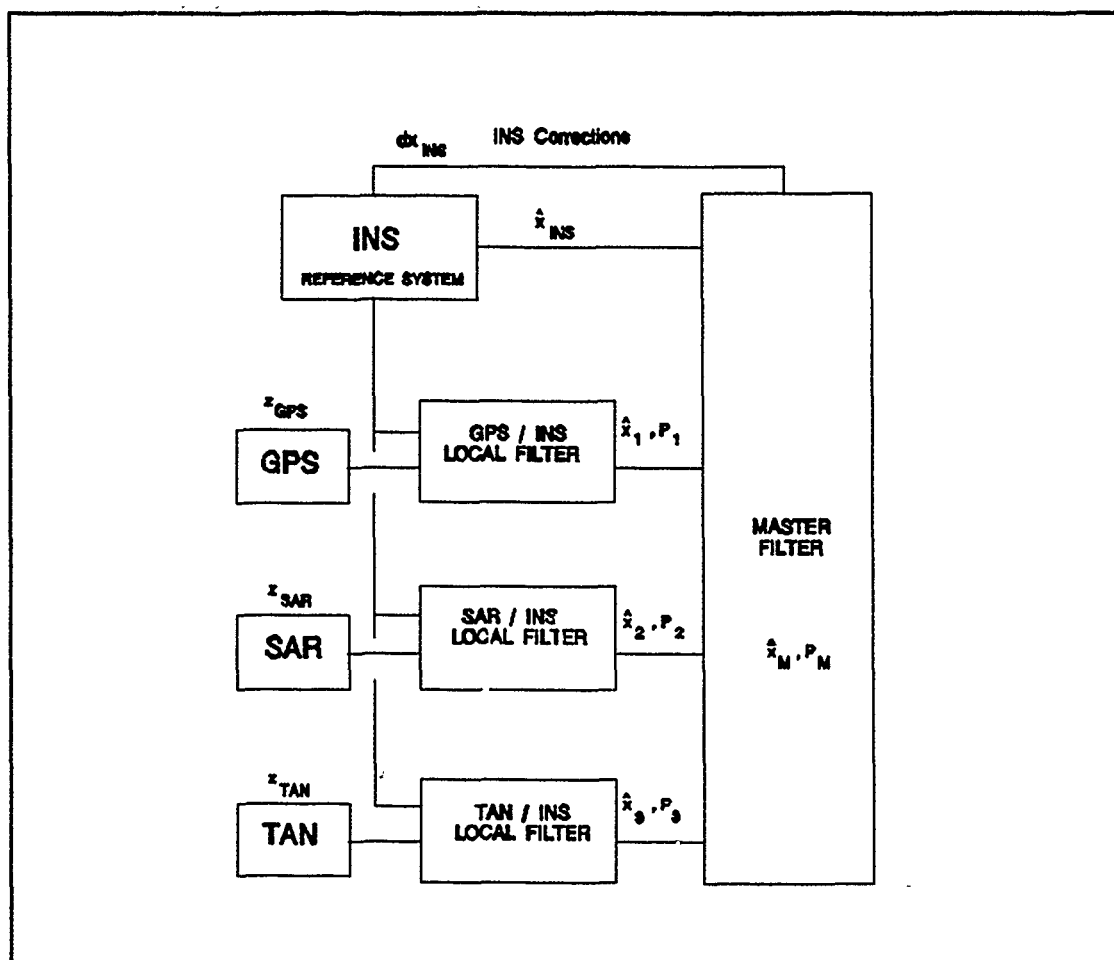 dx INS INS Corrections
INS
REFERENCE SYSTEM
x̂ INS
z GPS
GPS
GPS / INS
LOCAL FILTER
x̂ 1 , P 1
MASTER
FILTER
z SAR
SAR
SAR / INS
LOCAL FILTER
x̂ 2 , P 2
x̂ M , P M
z TAN
TAN
TAN / INS
LOCAL FILTER
x̂ 3 , P 3